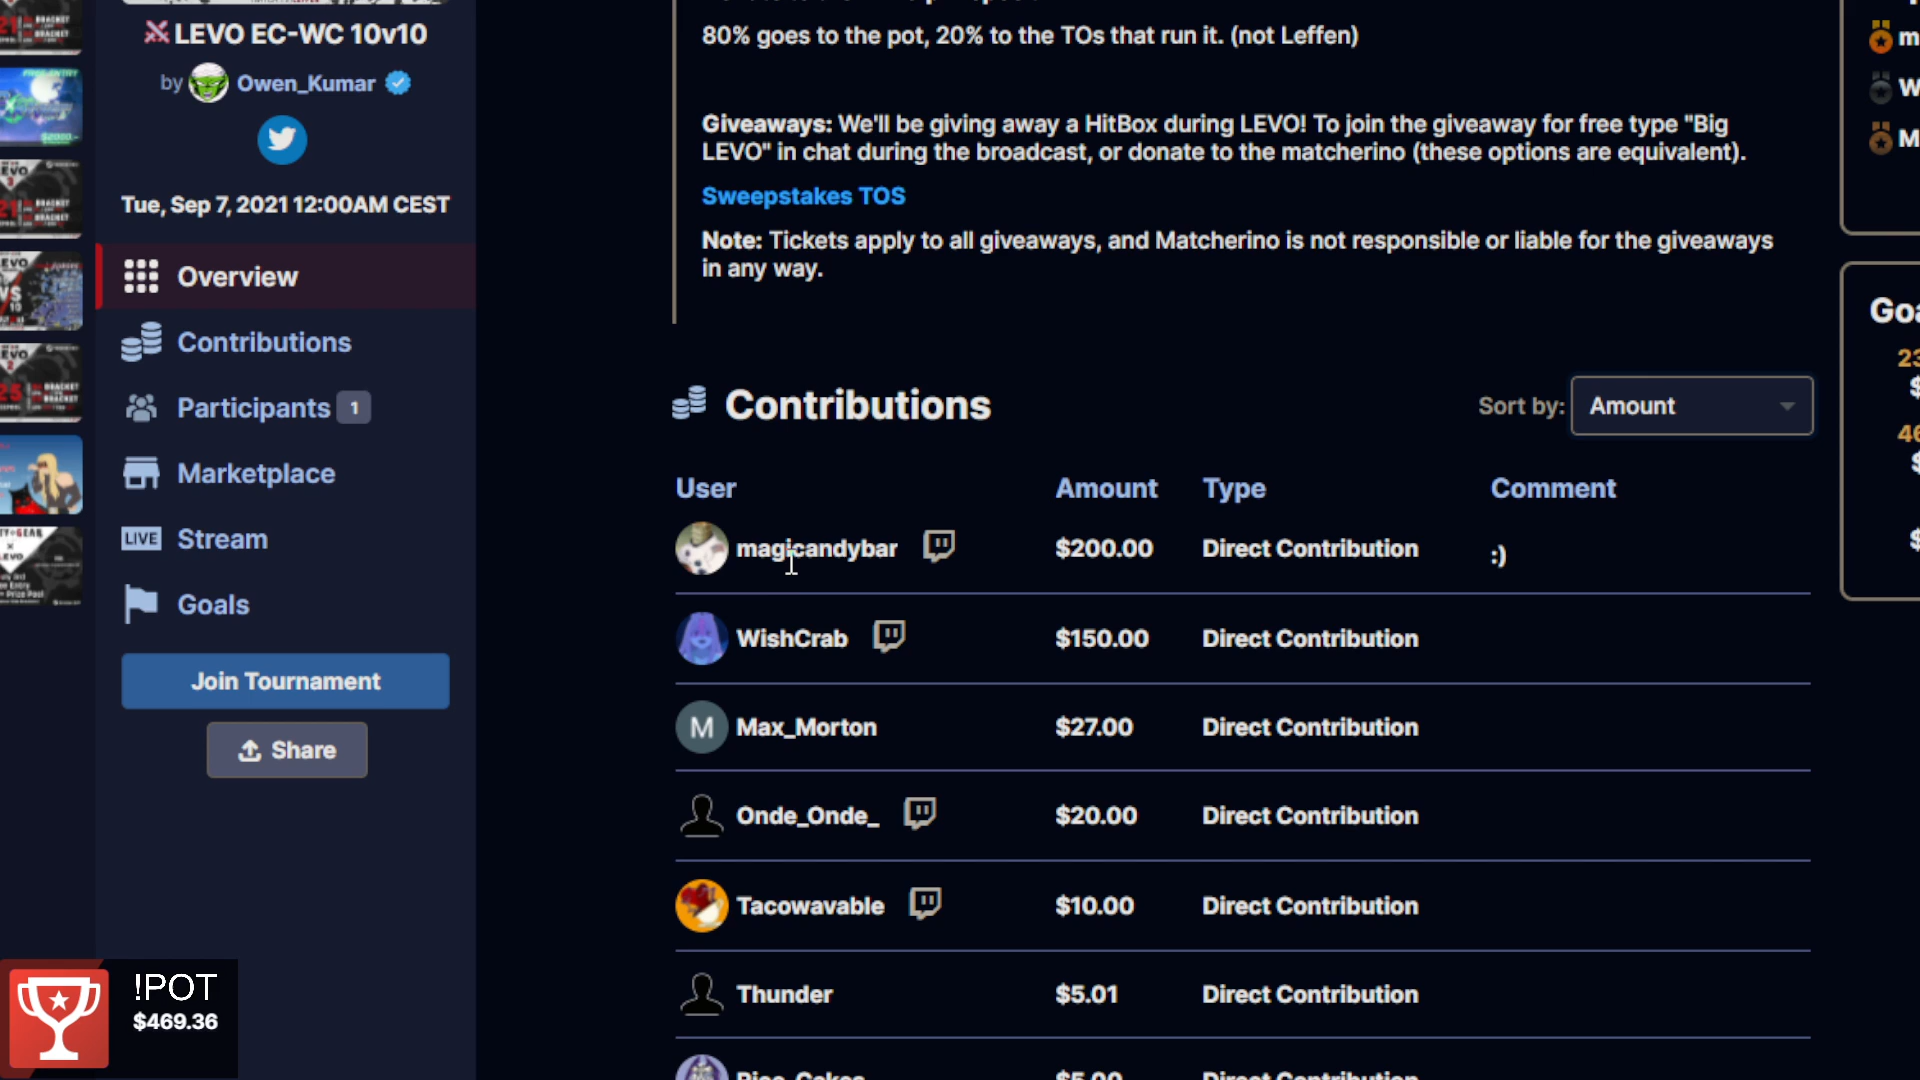 LEVO EC-WC 10v10
by Owen_Kumar
Tue, Sep 7, 2021 12:00AM CEST
Overview
Contributions
Participants 1
Marketplace
LIVE Stream
Goals
Join Tournament
Share
!POT
$469.36
80% goes to the pot, 20% to the TOs that run it. (not Leffen)
Giveaways: We'll be giving away a HitBox during LEVO! To join the giveaway for free type "Big
LEVO" in chat during the broadcast, or donate to the matcherino (these options are equivalent).
Sweepstakes TOS
Note: Tickets apply to all giveaways, and Matcherino is not responsible or liable for the giveaways
in any way.
Contributions
Sort by: Amount
User Amount Type Comment
magicandybar $200.00 Direct Contribution :)
WishCrab $150.00 Direct Contribution
M Max_Morton $27.00 Direct Contribution
Onde_Onde_ $20.00 Direct Contribution
Tacowavable $10.00 Direct Contribution
Thunder $5.01 Direct Contribution
$5.00 Direct Contribution